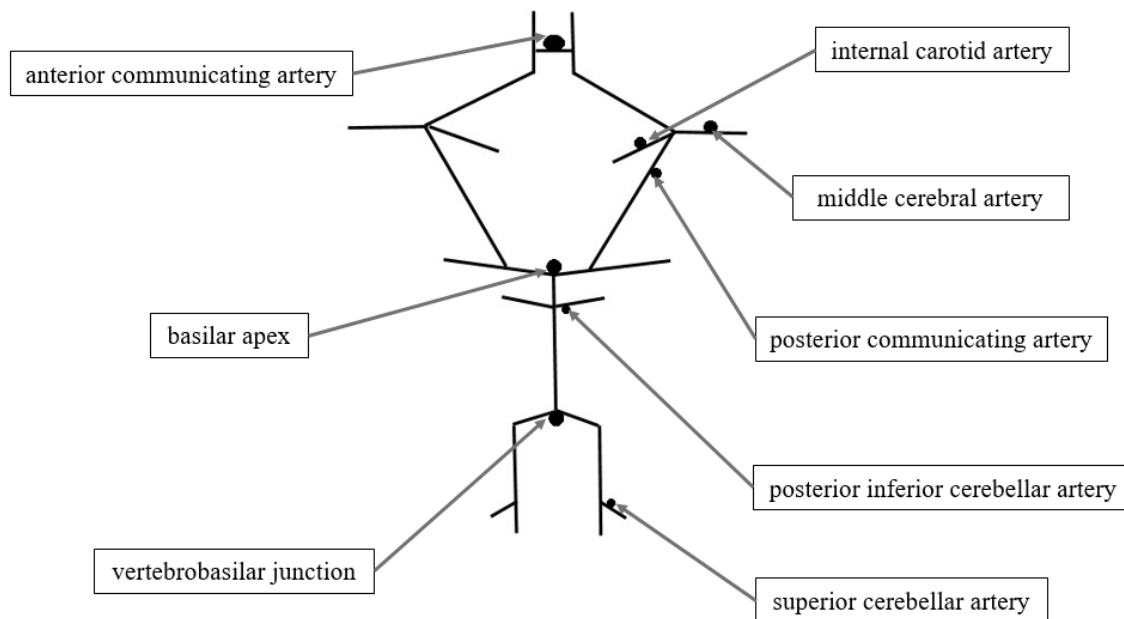 anterior communicating artery
internal carotid artery
middle cerebral artery
basilar apex
posterior communicating artery
posterior inferior cerebellar artery
vertebrobasilar junction
superior cerebellar artery